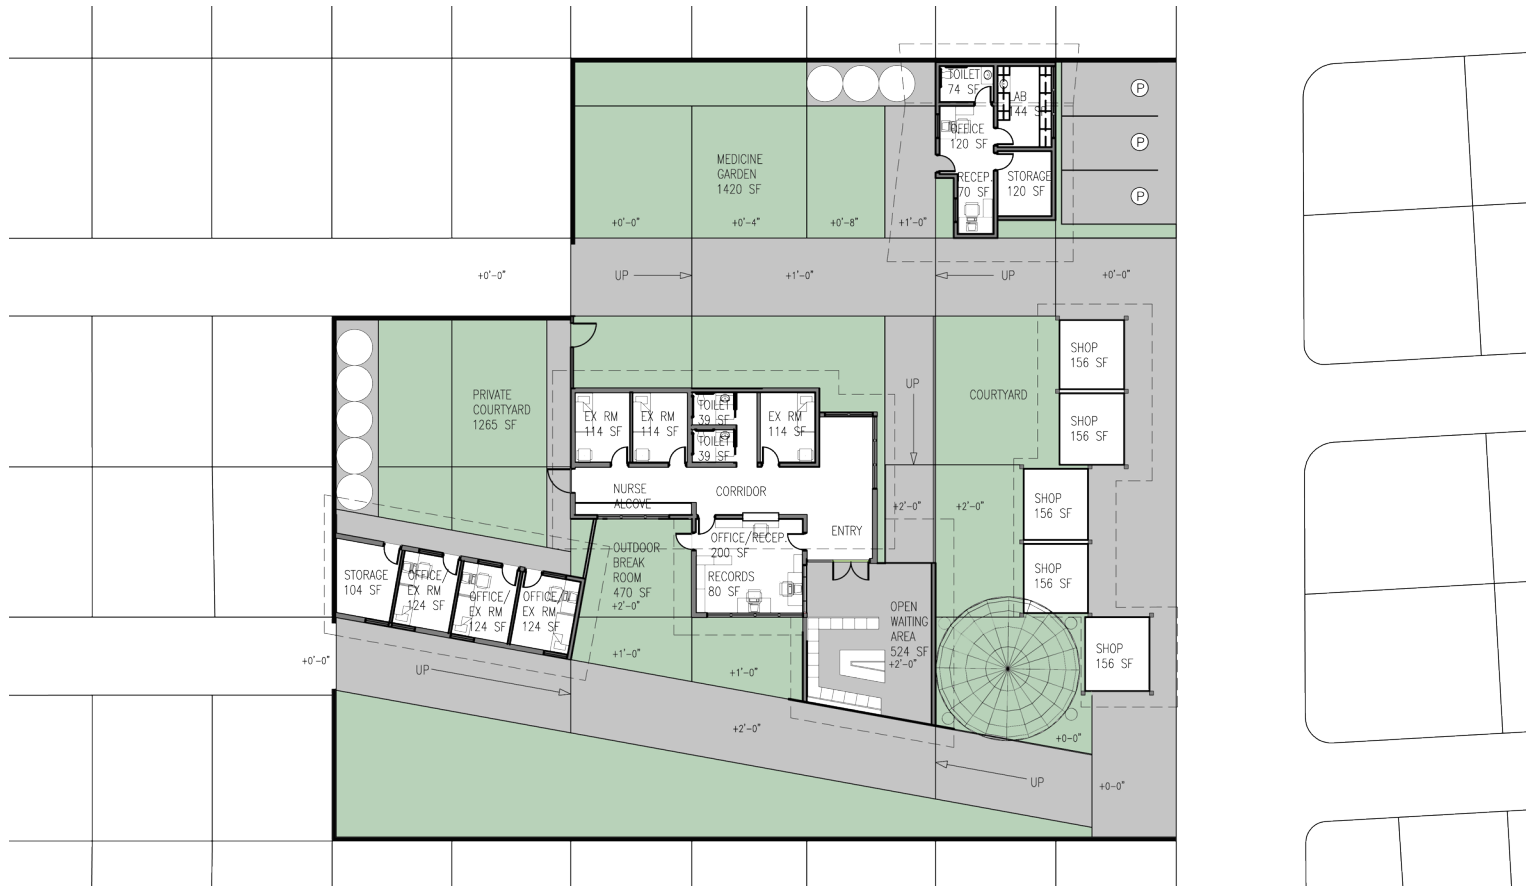 TOILET
74 SF
LAB
144 SF
OFFICE
120 SF
RECEP.
70 SF
STORAGE
120 SF
P
P
P
MEDICINE
GARDEN
1420 SF
+0'-0"
+0'-4"
+0'-8"
+1'-0"
+0'-0"
UP
+1'-0"
UP
+0'-0"
SHOP
156 SF
SHOP
156 SF
SHOP
156 SF
SHOP
156 SF
SHOP
156 SF
UP
COURTYARD
PRIVATE
COURTYARD
1265 SF
EX RM
114 SF
EX RM
114 SF
TOILET
39 SF
TOILET
39 SF
EX RM
114 SF
NURSE
ALCOVE
CORRIDOR
ENTRY
+2'-0"
+2'-0"
OFFICE/RECEP.
200 SF
RECORDS
80 SF
OUTDOOR
BREAK
ROOM
470 SF
+2'-0"
STORAGE
104 SF
OFFICE/
EX RM
124 SF
OFFICE/
EX RM
124 SF
OFFICE/
EX RM
124 SF
OPEN
WAITING
AREA
524 SF
+2'-0"
+0'-0"
UP
+1'-0"
+1'-0"
+2'-0"
+0-0"
UP
+0-0"